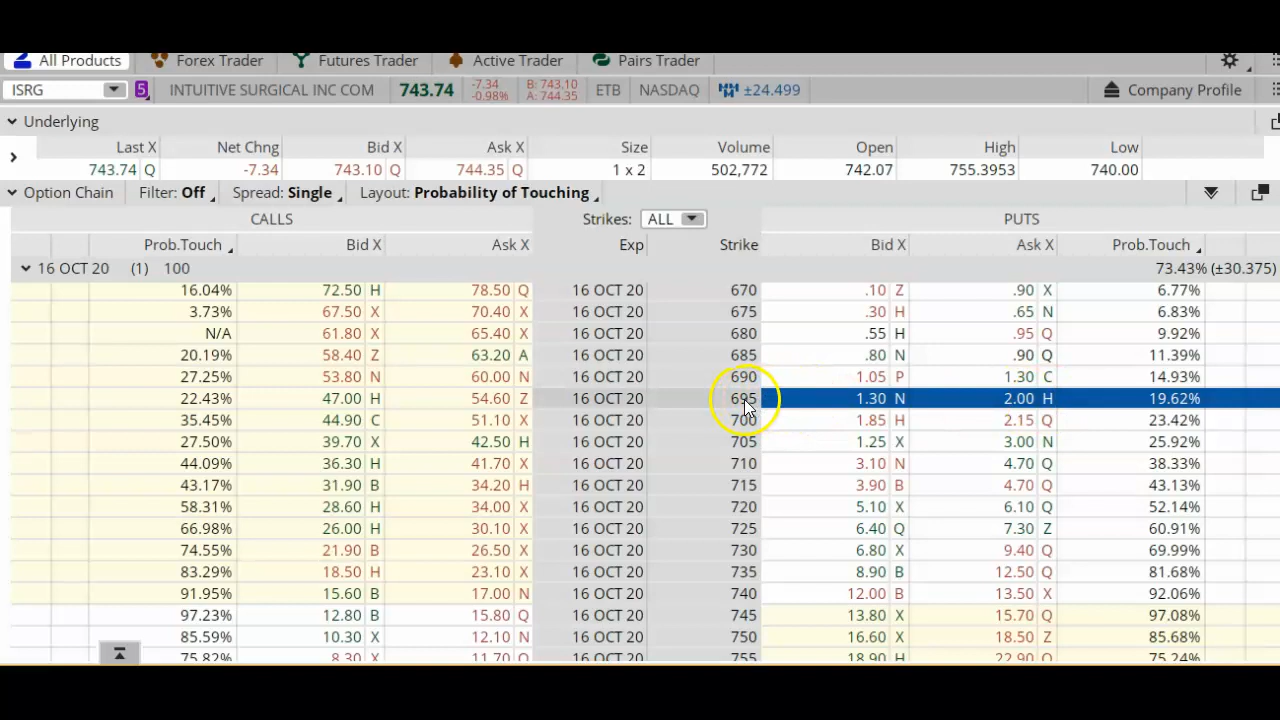 All Products Forex Trader Futures Trader Active Trader Pairs Trader
ISRG 5 INTUITIVE SURGICAL INC COM 743.74 -7.34 -0.98% B: 743.10 A: 744.35 ETB NASDAQ ±24.499 Company Profile
Underlying
Last X Net Chng Bid X Ask X Size Volume Open High Low
743.74 Q -7.34 743.10 Q 744.35 Q 1 x 2 502,772 742.07 755.3953 740.00
Option Chain Filter: Off Spread: Single Layout: Probability of Touching
CALLS Strikes: ALL PUTS
Prob.Touch Bid X Ask X Exp Strike Bid X Ask X Prob.Touch
16 OCT 20 (1) 100 73.43% (±30.375)
16.04% 72.50 H 78.50 Q 16 OCT 20 670 .10 Z .90 X 6.77%
3.73% 67.50 X 70.40 X 16 OCT 20 675 .30 H .65 N 6.83%
N/A 61.80 X 65.40 X 16 OCT 20 680 .55 H .95 Q 9.92%
20.19% 58.40 Z 63.20 A 16 OCT 20 685 .80 N .90 Q 11.39%
27.25% 53.80 N 60.00 N 16 OCT 20 690 1.05 P 1.30 C 14.93%
22.43% 47.00 H 54.60 Z 16 OCT 20 695 1.30 N 2.00 H 19.62%
35.45% 44.90 C 51.10 X 16 OCT 20 700 1.85 H 2.15 Q 23.42%
27.50% 39.70 X 42.50 H 16 OCT 20 705 1.25 X 3.00 N 25.92%
44.09% 36.30 H 41.70 X 16 OCT 20 710 3.10 N 4.70 Q 38.33%
43.17% 31.90 B 34.20 H 16 OCT 20 715 3.90 B 4.70 Q 43.13%
58.31% 28.60 H 34.00 X 16 OCT 20 720 5.10 X 6.10 Q 52.14%
66.98% 26.00 H 30.10 X 16 OCT 20 725 6.40 Q 7.30 Z 60.91%
74.55% 21.90 B 26.50 X 16 OCT 20 730 6.80 X 9.40 Q 69.99%
83.29% 18.50 H 23.10 X 16 OCT 20 735 8.90 B 12.50 Q 81.68%
91.95% 15.60 B 17.00 N 16 OCT 20 740 12.00 B 13.50 X 92.06%
97.23% 12.80 B 15.80 Q 16 OCT 20 745 13.80 X 15.70 Q 97.08%
85.59% 10.30 X 12.10 N 16 OCT 20 750 16.60 X 18.50 Z 85.68%
75.82% 8.30 X 11.70 Q 16 OCT 20 755 18.90 H 22.90 Q 75.24%